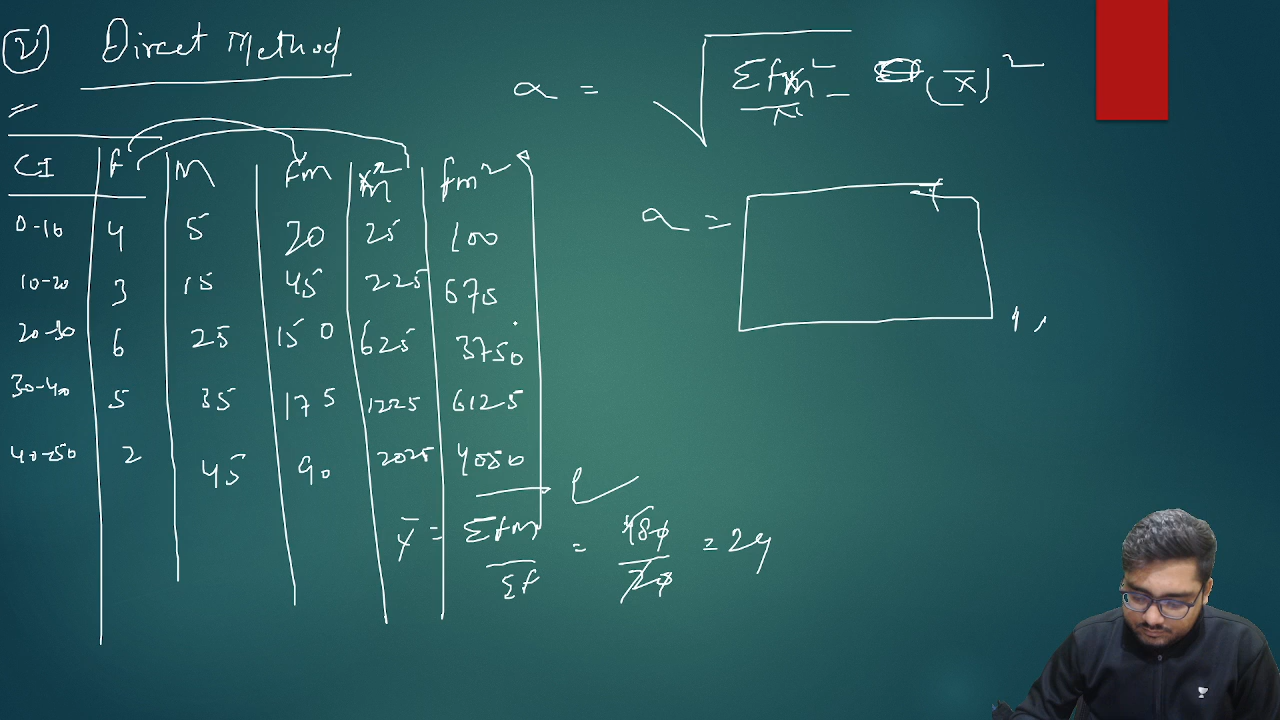 ② Direct Method
α = √ Σfm²/N - (x̄)²
CI f M fm m² fm²
0-10 4 5 20 25 100
10-20 3 15 45 225 675
20-30 6 25 150 625 3750
30-40 5 35 175 1225 6125
40-50 2 45 90 2025 4050
α =
x̄ = Σfm/Σf = 480/20 = 24